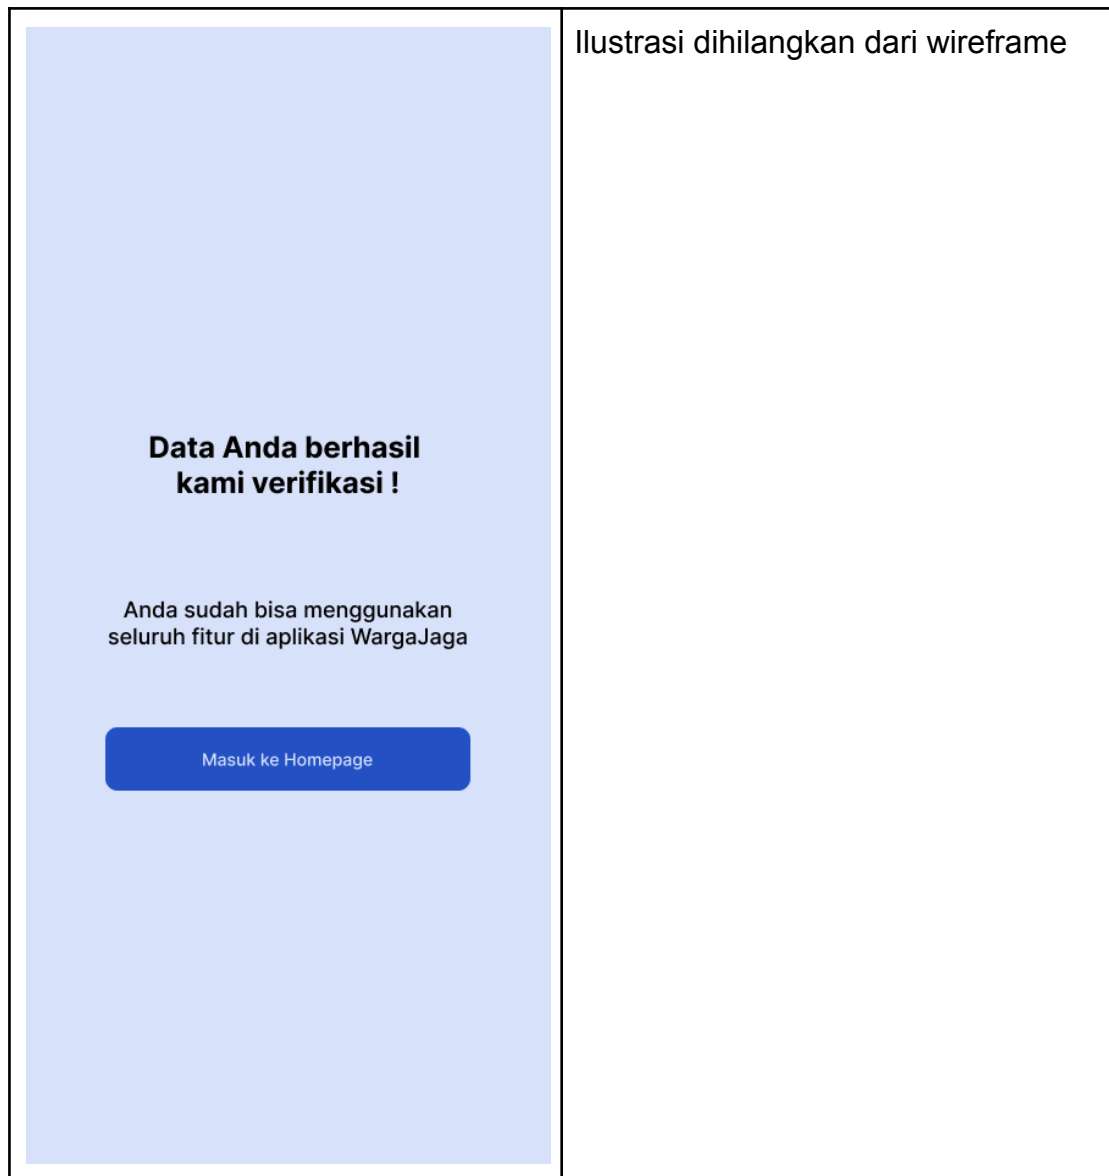 Ilustrasi dihilangkan dari wireframe
Data Anda berhasil
kami verifikasi !
Anda sudah bisa menggunakan
seluruh fitur di aplikasi WargaJaga
Masuk ke Homepage